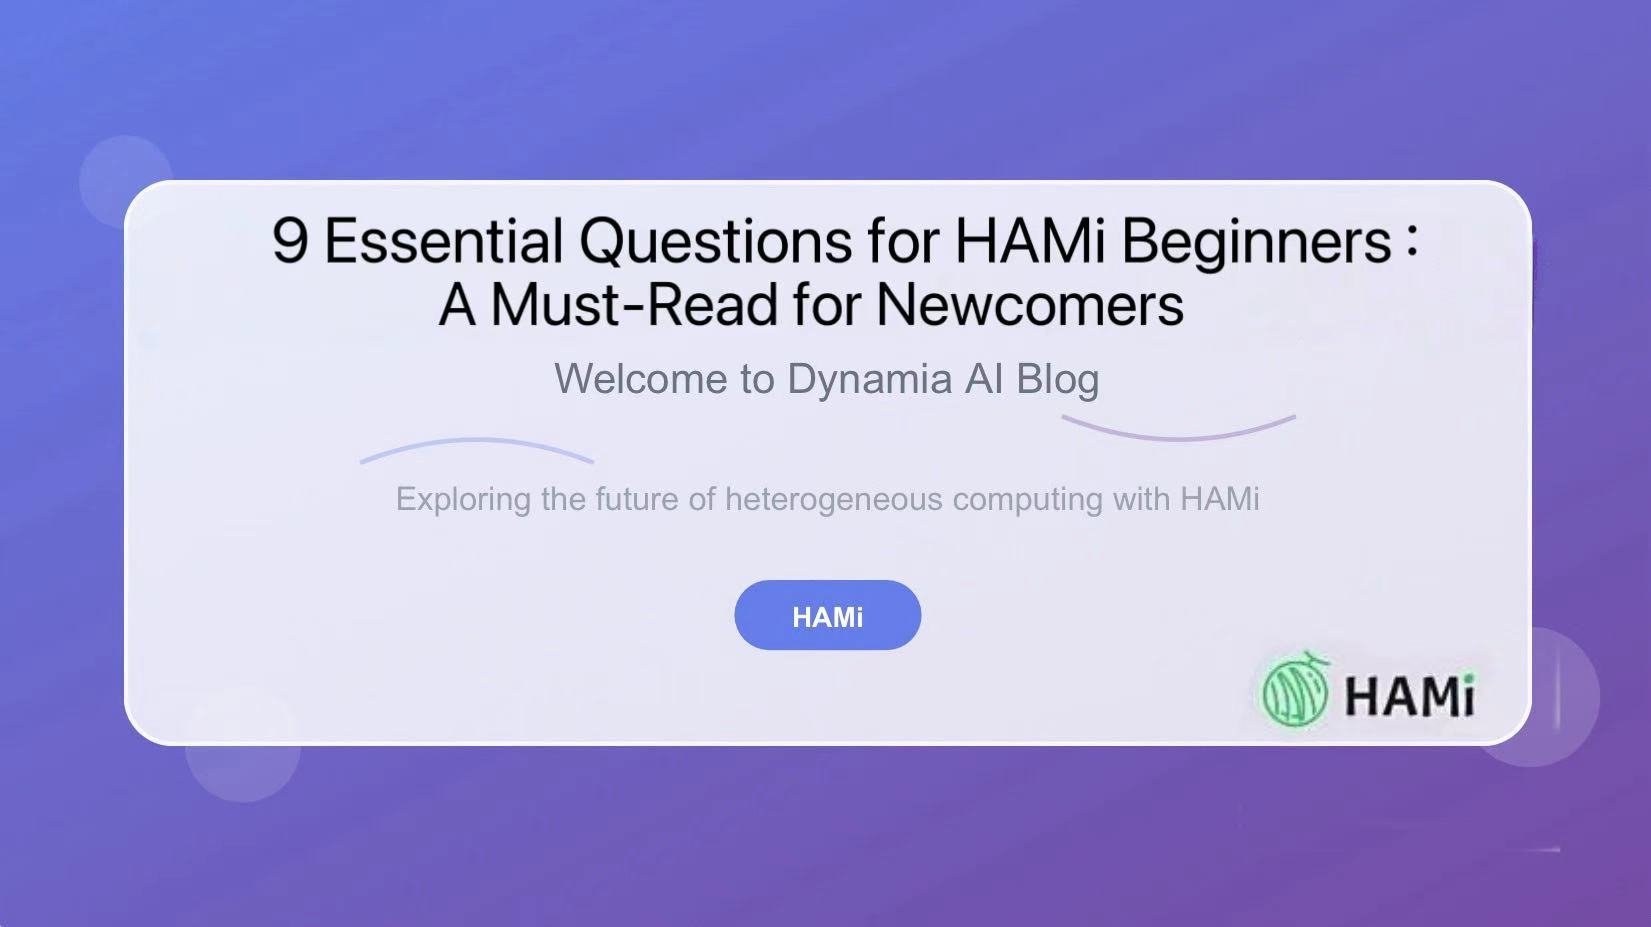 9 Essential Questions for HAMi Beginners :
A Must-Read for Newcomers
Welcome to Dynamia AI Blog
Exploring the future of heterogeneous computing with HAMi
HAMi
HAMi